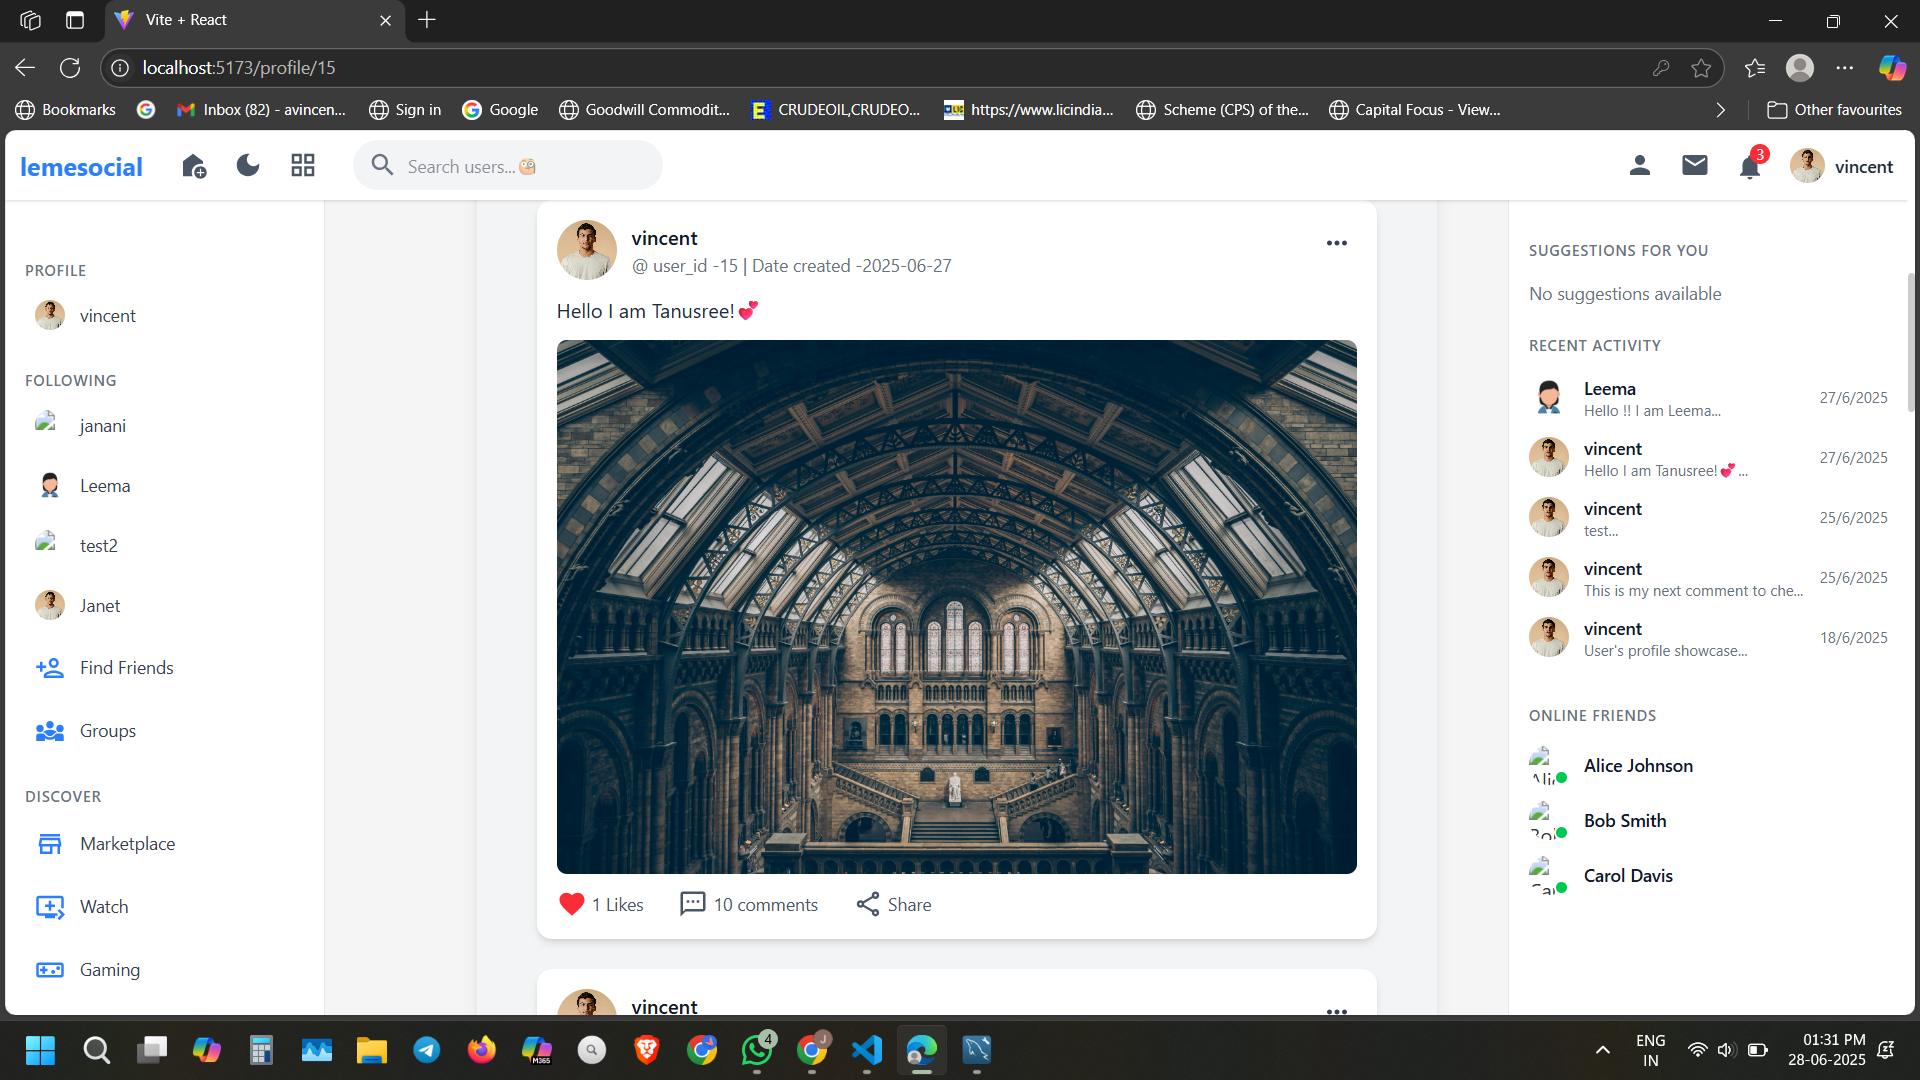 Vite + React
localhost:5173/profile/15
Bookmarks
Inbox (82) - avincen...
Sign in
Google
Goodwill Commodit...
CRUDEOIL,CRUDEO...
https://www.licindia...
Scheme (CPS) of the...
Capital Focus - View...
Other favourites
lemesocial
Search users...🧐
3
vincent
PROFILE
vincent
FOLLOWING
janani
Leema
test2
Janet
Find Friends
Groups
DISCOVER
Marketplace
Watch
Gaming
vincent
@ user_id -15 | Date created -2025-06-27
Hello I am Tanusree!💕
1 Likes
10 comments
Share
vincent
SUGGESTIONS FOR YOU
No suggestions available
RECENT ACTIVITY
Leema
Hello !! I am Leema...
27/6/2025
vincent
Hello I am Tanusree!💕 ...
27/6/2025
vincent
test...
25/6/2025
vincent
This is my next comment to che...
25/6/2025
vincent
User's profile showcase...
18/6/2025
ONLINE FRIENDS
Alice Johnson
Bob Smith
Carol Davis
M365
4
J
ENG
IN
01:31 PM
28-06-2025